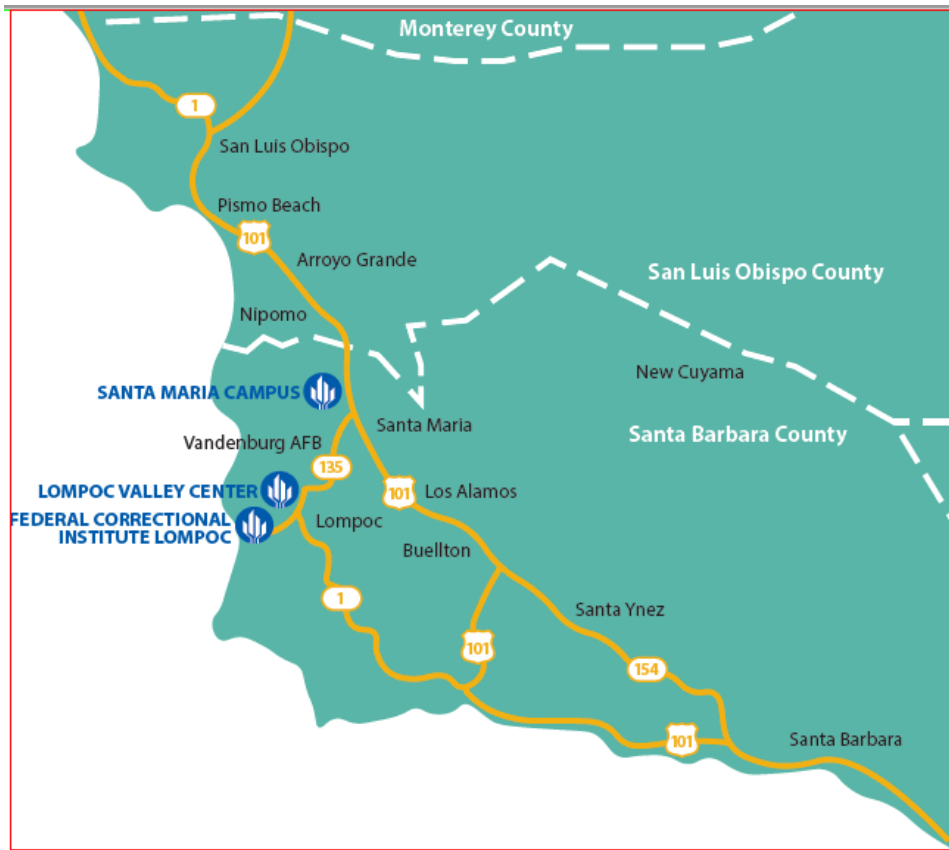 Monterey County
1
San Luis Obispo
Pismo Beach
101
Arroyo Grande
San Luis Obispo County
Nipomo
New Cuyama
SANTA MARIA CAMPUS
Santa Maria
Santa Barbara County
Vandenburg AFB
135
LOMPOC VALLEY CENTER
101
Los Alamos
FEDERAL CORRECTIONAL
INSTITUTE LOMPOC
Lompoc
Buellton
1
Santa Ynez
101
154
101
Santa Barbara